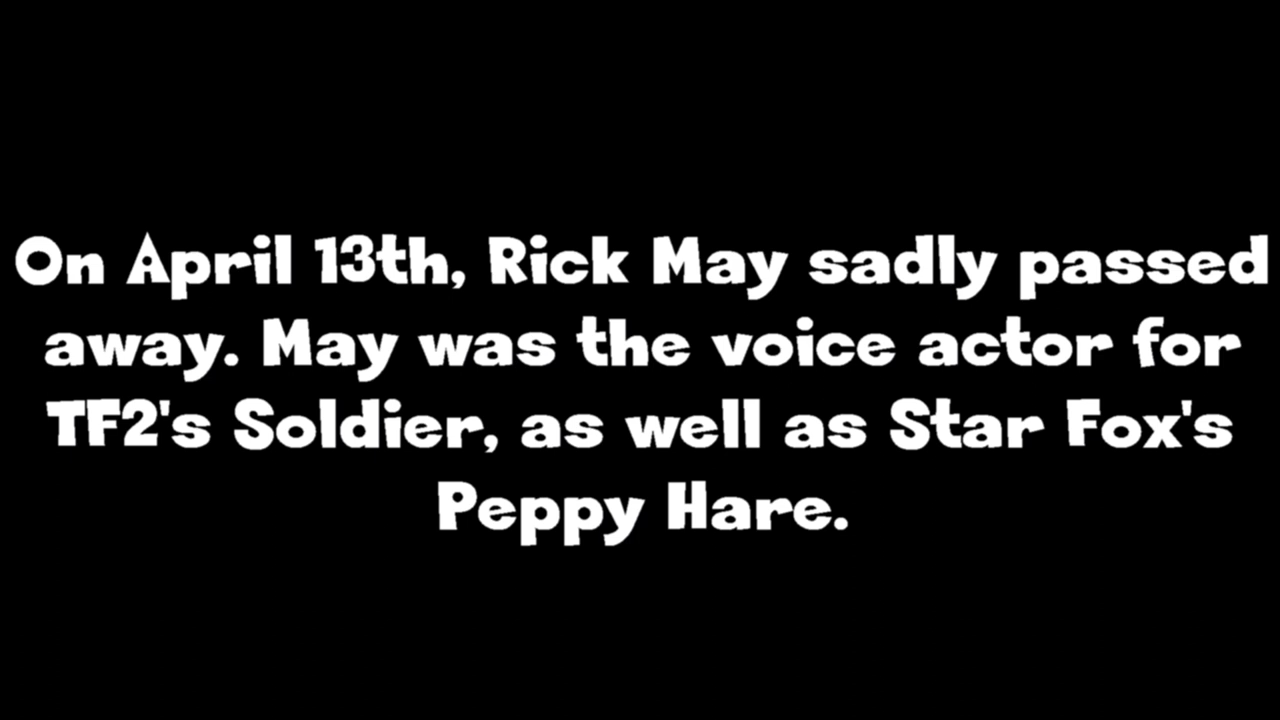 On April 13th, Rick May sadly passed
away. May was the voice actor for
TF2's Soldier, as well as Star Fox's
Peppy Hare.